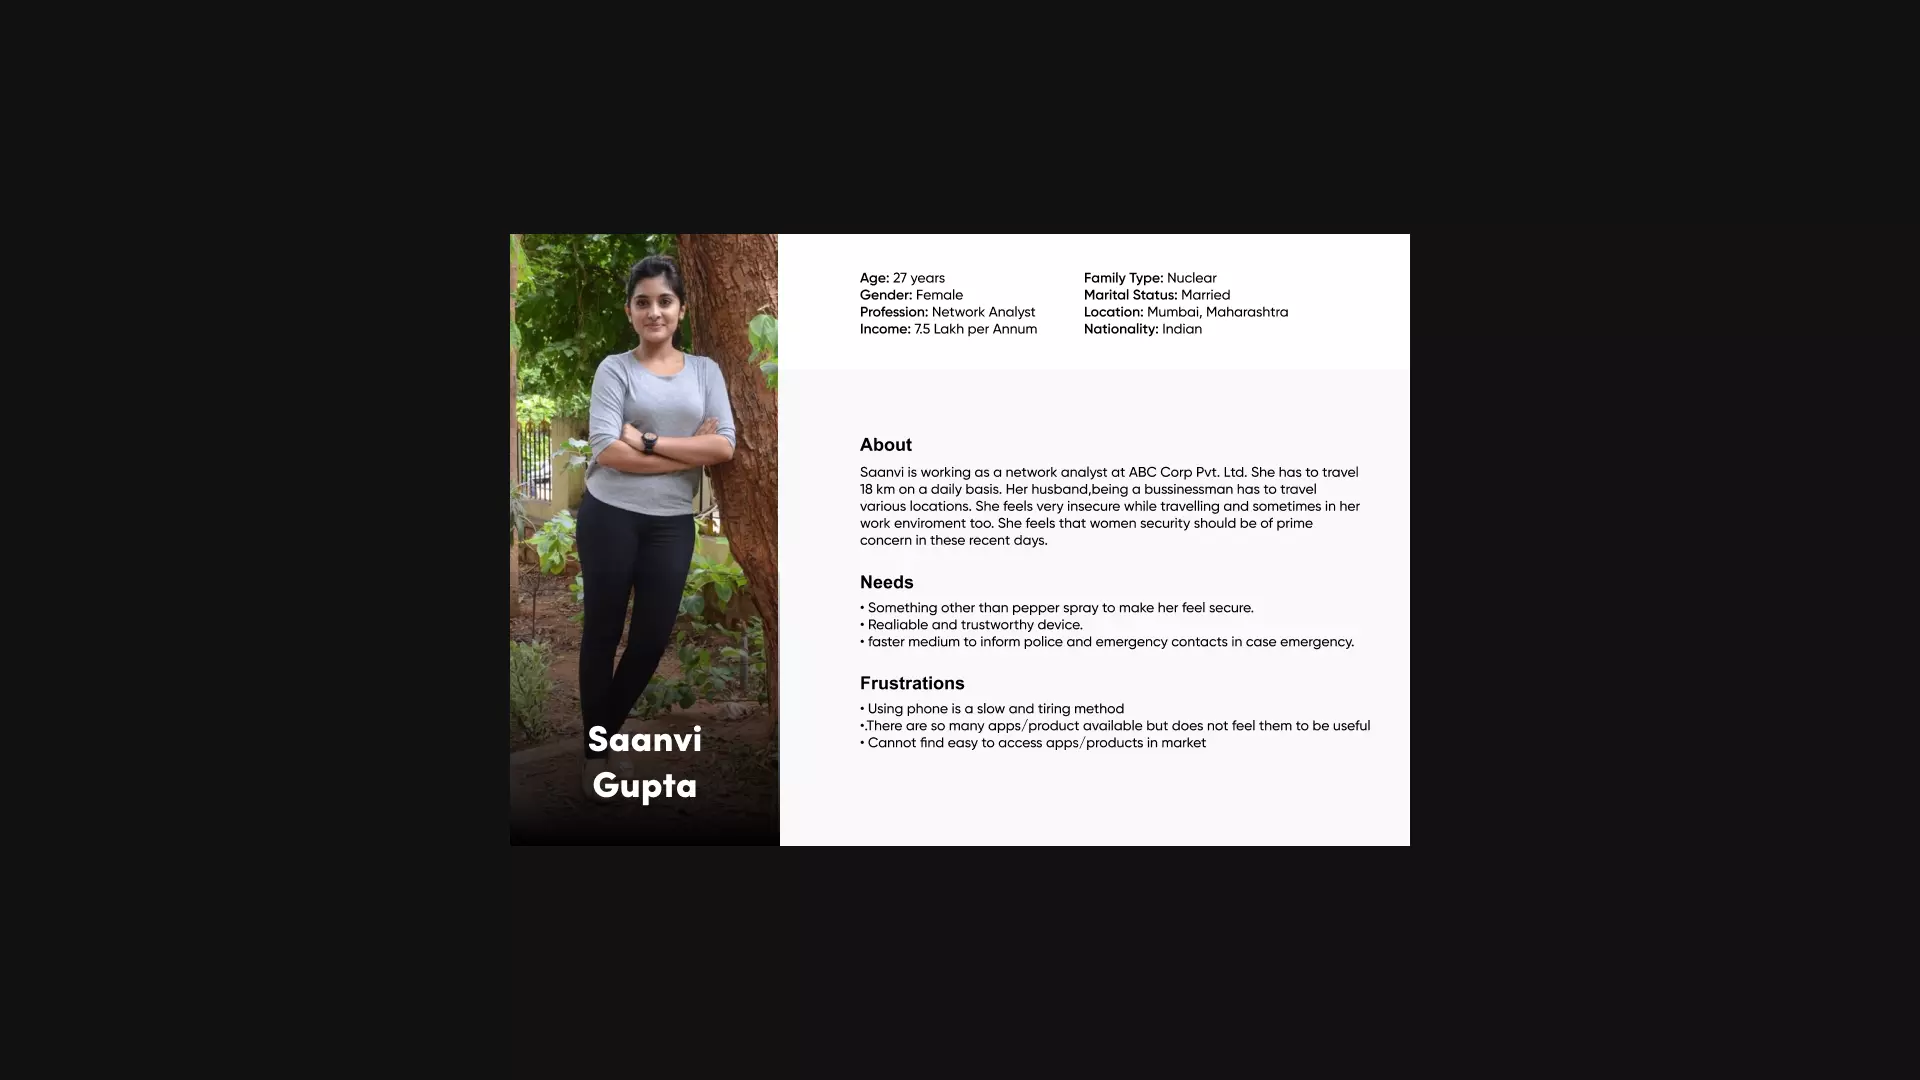 Saanvi
Gupta
Age: 27 years
Gender: Female
Profession: Network Analyst
Income: 7.5 Lakh per Annum
Family Type: Nuclear
Marital Status: Married
Location: Mumbai, Maharashtra
Nationality: Indian
About
Saanvi is working as a network analyst at ABC Corp Pvt. Ltd. She has to travel
18 km on a daily basis. Her husband,being a bussinessman has to travel
various locations. She feels very insecure while travelling and sometimes in her
work enviroment too. She feels that women security should be of prime
concern in these recent days.
Needs
• Something other than pepper spray to make her feel secure.
• Realiable and trustworthy device.
• faster medium to inform police and emergency contacts in case emergency.
Frustrations
• Using phone is a slow and tiring method
•.There are so many apps/product available but does not feel them to be useful
• Cannot find easy to access apps/products in market